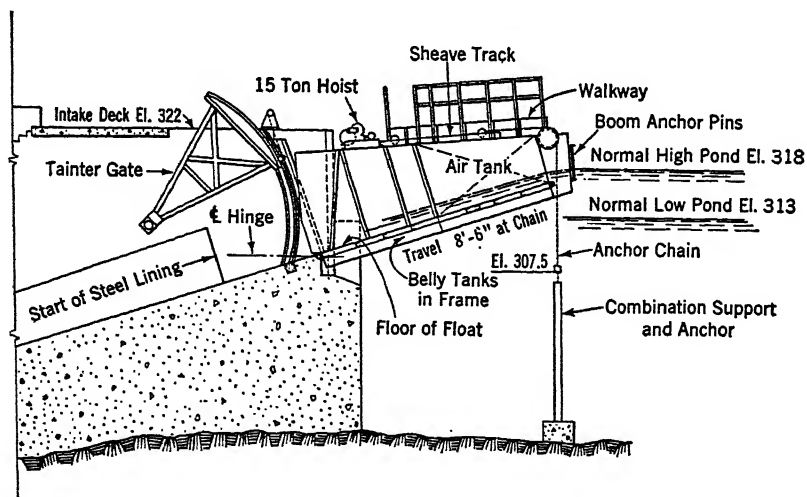 Sheave Track
15 Ton Hoist
Walkway
Intake Deck El. 322
Boom Anchor Pins
Tainter Gate
Air Tank
Normal High Pond El. 318
℄ Hinge
Normal Low Pond El. 313
Travel 8'-6" at Chain
Anchor Chain
El. 307.5
Start of Steel Lining
Belly Tanks
in Frame
Floor of Float
Combination Support
and Anchor